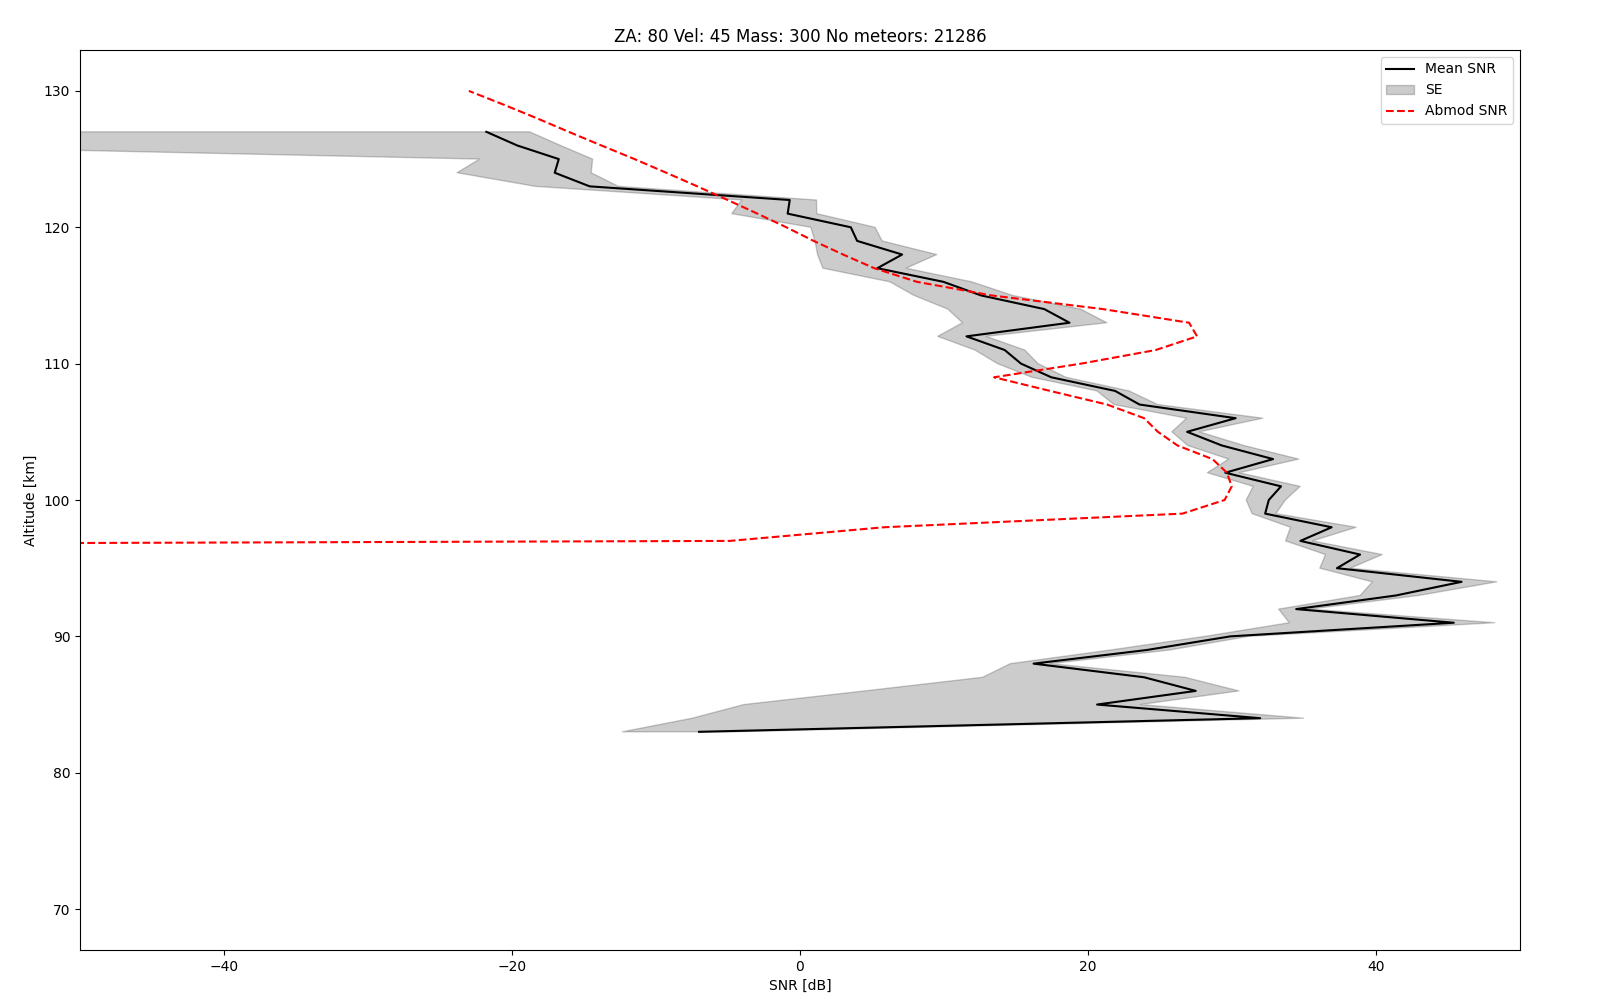 ZA: 80 Vel: 45 Mass: 300 No meteors: 21286
Mean SNR
SE
Abmod SNR
130
120
110
100
90
80
70
Altitude [km]
−40
−20
0
20
40
SNR [dB]